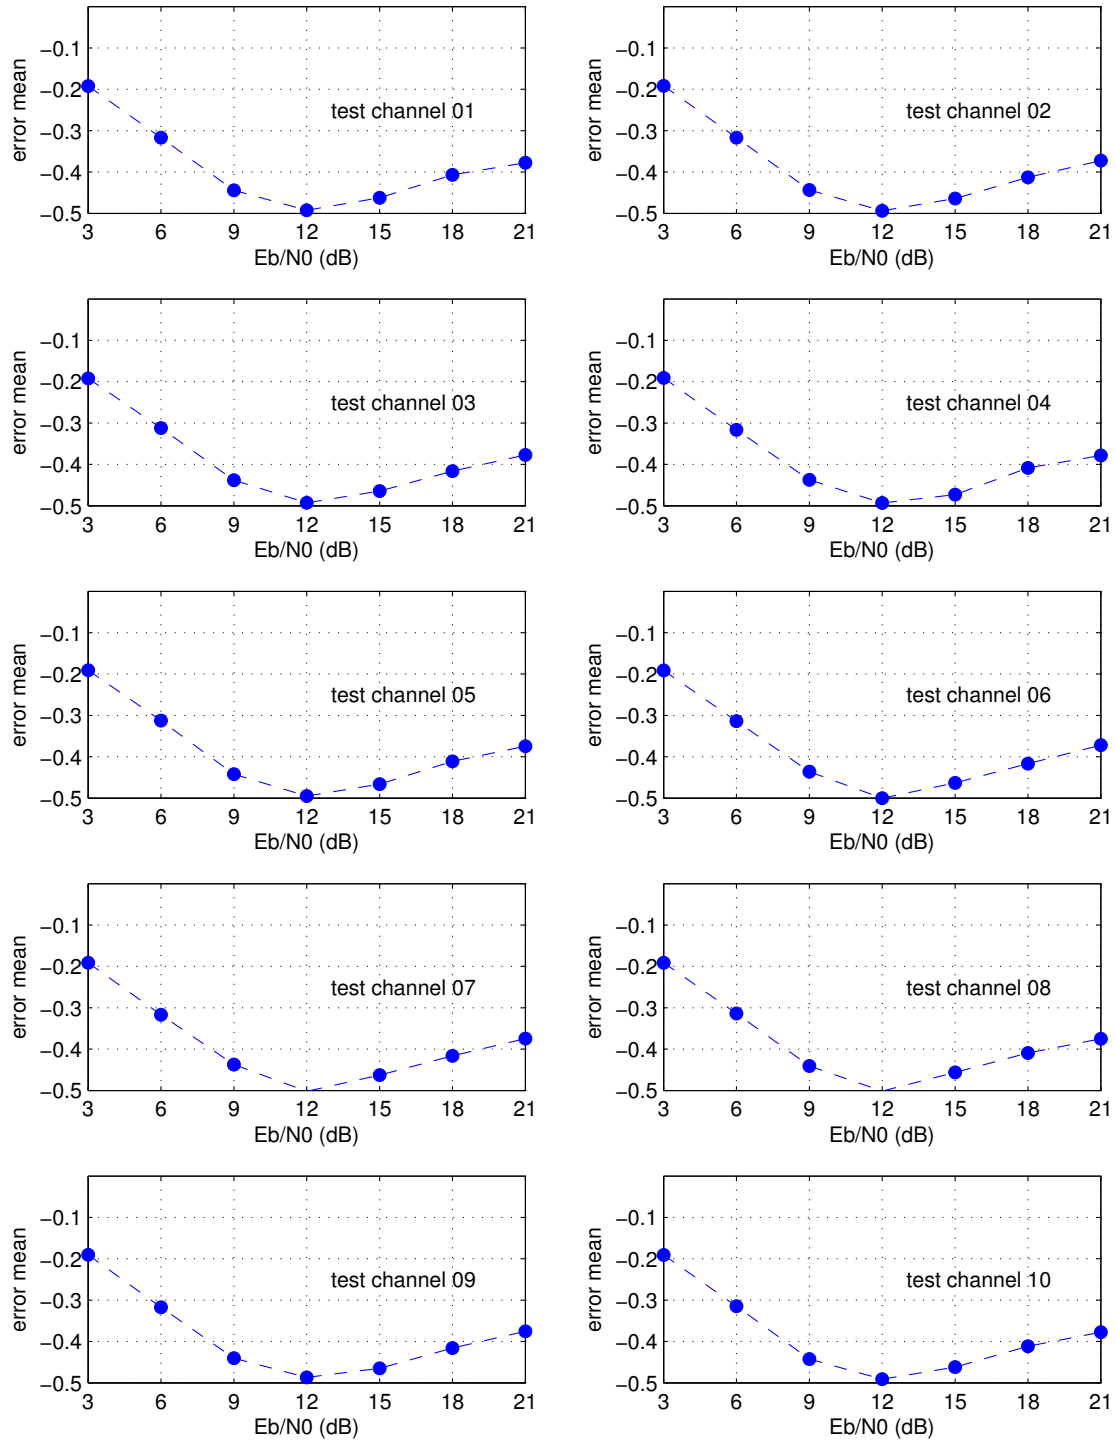 error mean
−0.1
−0.2
−0.3
−0.4
−0.5
3 6 9 12 15 18 21
Eb/N0 (dB)
test channel 01
error mean
−0.1
−0.2
−0.3
−0.4
−0.5
3 6 9 12 15 18 21
Eb/N0 (dB)
test channel 02
error mean
−0.1
−0.2
−0.3
−0.4
−0.5
3 6 9 12 15 18 21
Eb/N0 (dB)
test channel 03
error mean
−0.1
−0.2
−0.3
−0.4
−0.5
3 6 9 12 15 18 21
Eb/N0 (dB)
test channel 04
error mean
−0.1
−0.2
−0.3
−0.4
−0.5
3 6 9 12 15 18 21
Eb/N0 (dB)
test channel 05
error mean
−0.1
−0.2
−0.3
−0.4
−0.5
3 6 9 12 15 18 21
Eb/N0 (dB)
test channel 06
error mean
−0.1
−0.2
−0.3
−0.4
−0.5
3 6 9 12 15 18 21
Eb/N0 (dB)
test channel 07
error mean
−0.1
−0.2
−0.3
−0.4
−0.5
3 6 9 12 15 18 21
Eb/N0 (dB)
test channel 08
error mean
−0.1
−0.2
−0.3
−0.4
−0.5
3 6 9 12 15 18 21
Eb/N0 (dB)
test channel 09
error mean
−0.1
−0.2
−0.3
−0.4
−0.5
3 6 9 12 15 18 21
Eb/N0 (dB)
test channel 10